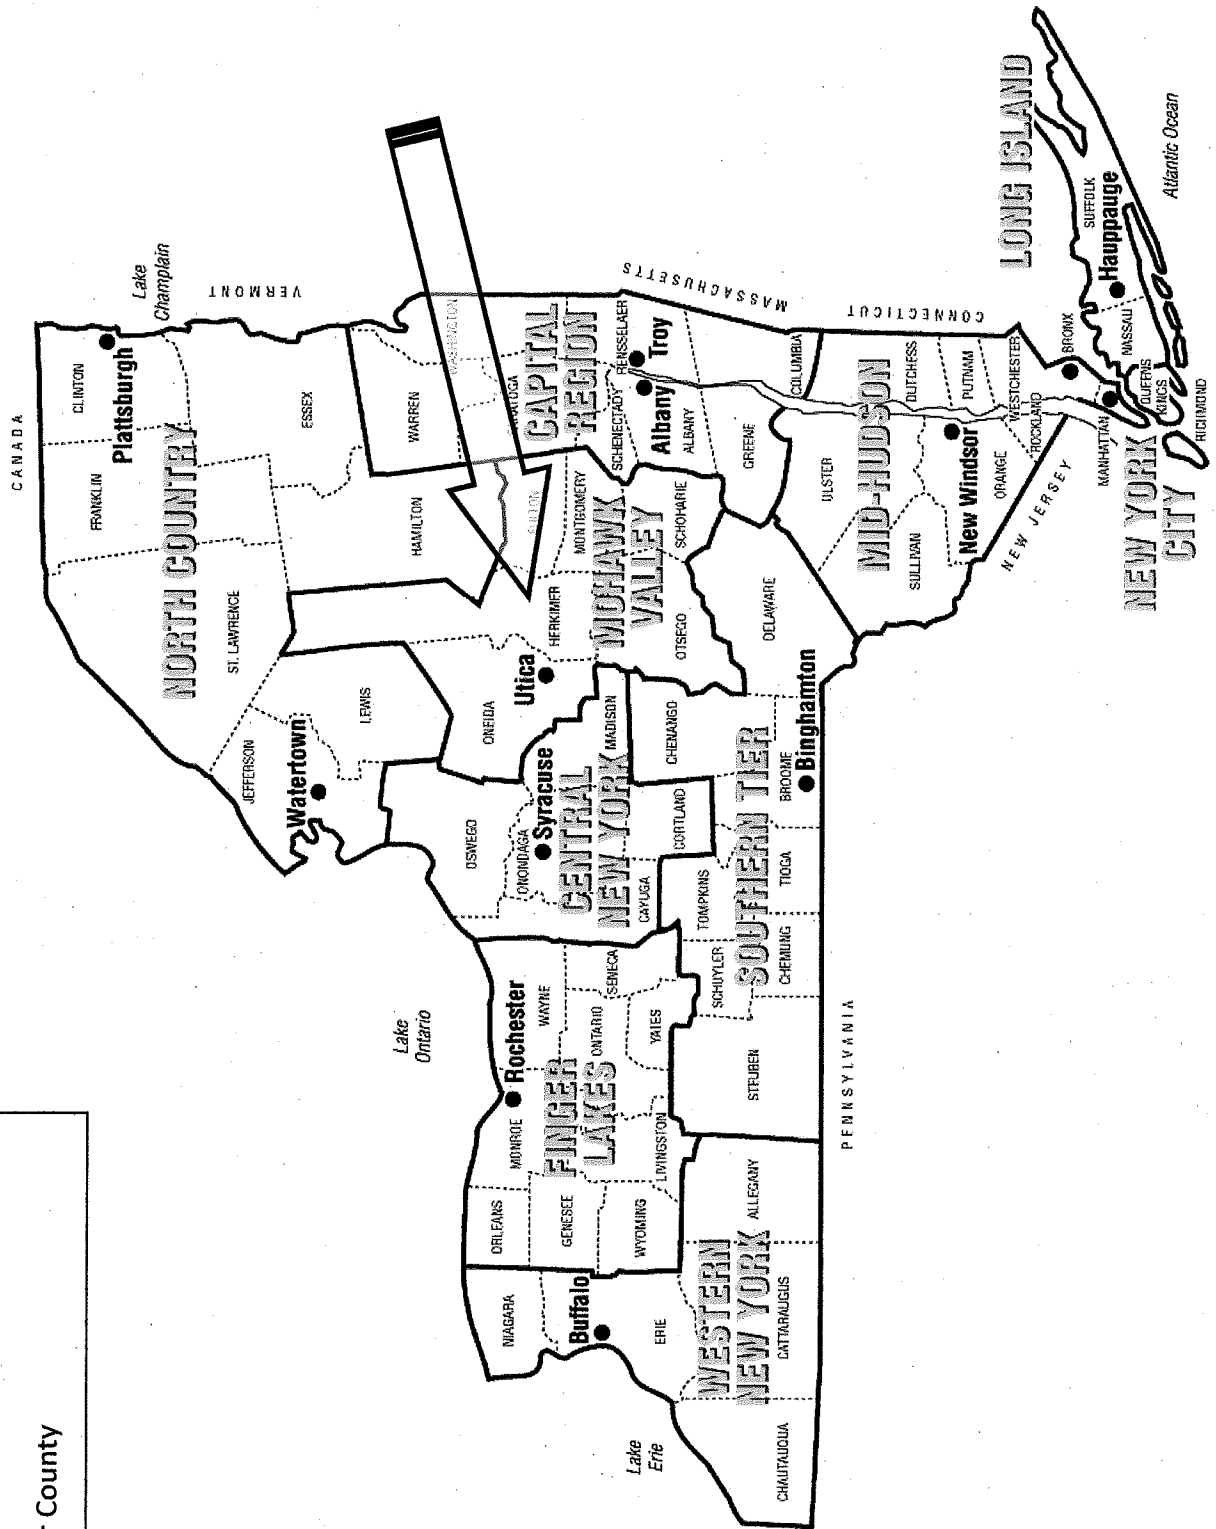 County
CANADA
CLINTON
Plattsburgh
Lake
Champlain
VERMONT
FRANKLIN
NORTH COUNTRY
ST. LAWRENCE
ESSEX
JEFFERSON
Watertown
LEWIS
HAMILTON
WARREN
WASHINGTON
FULTON
CAPITAL
REGION
RENSSELAER
MASSACHUSETTS
Troy
Albany
ALBANY
SCHENECTADY
MONTGOMERY
MOHAWK
VALLEY
SCHOHARIE
HERKIMER
OTSEGO
Utica
ONEIDA
OSWEGO
ONONDAGA
Syracuse
CENTRAL
NEW YORK
MADISON
CAYUGA
CORTLAND
CHENANGO
Lake
Ontario
Rochester
MONROE
WAYNE
SENECA
ONTARIO
YATES
FINGER
LAKES
LIVINGSTON
ORLEANS
GENESEE
WYOMING
NIAGARA
Buffalo
ERIE
Lake
Erie
WESTERN
NEW YORK
CHAUTAUQUA
CATTARAUGUS
ALLEGANY
STEUBEN
SCHUYLER
TOMPKINS
CHEMUNG
TIOGA
SOUTHERN TIER
BROOME
Binghamton
PENNSYLVANIA
DELAWARE
GREENE
COLUMBIA
CONNECTICUT
ULSTER
DUTCHESS
MID-HUDSON
SULLIVAN
New Windsor
ORANGE
PUTNAM
WESTCHESTER
ROCKLAND
NEW JERSEY
BRONX
MANHATTAN
NEW YORK
CITY
QUEENS
KINGS
RICHMOND
NASSAU
SUFFOLK
Hauppauge
LONG ISLAND
Atlantic Ocean